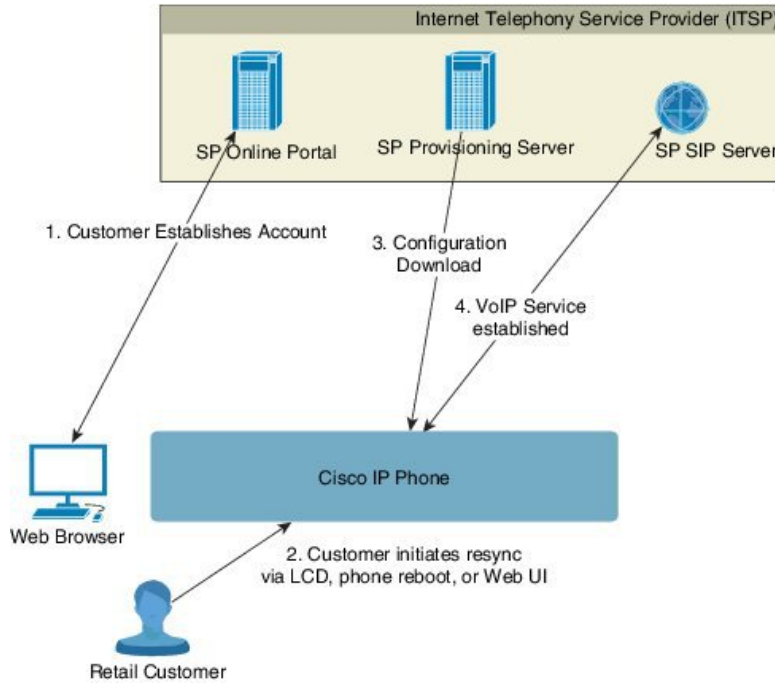 Internet Telephony Service Provider (ITSP)
SP Online Portal
SP Provisioning Server
SP SIP Server
1. Customer Establishes Account
3. Configuration
Download
4. VoIP Service
established
Cisco IP Phone
Web Browser
2. Customer initiates resync
via LCD, phone reboot, or Web UI
Retail Customer